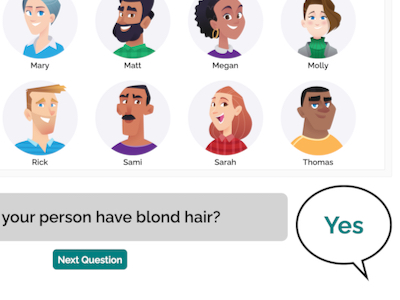 Mary Matt Megan Molly
Rick Sami Sarah Thomas
your person have blond hair?
Yes
Next Question